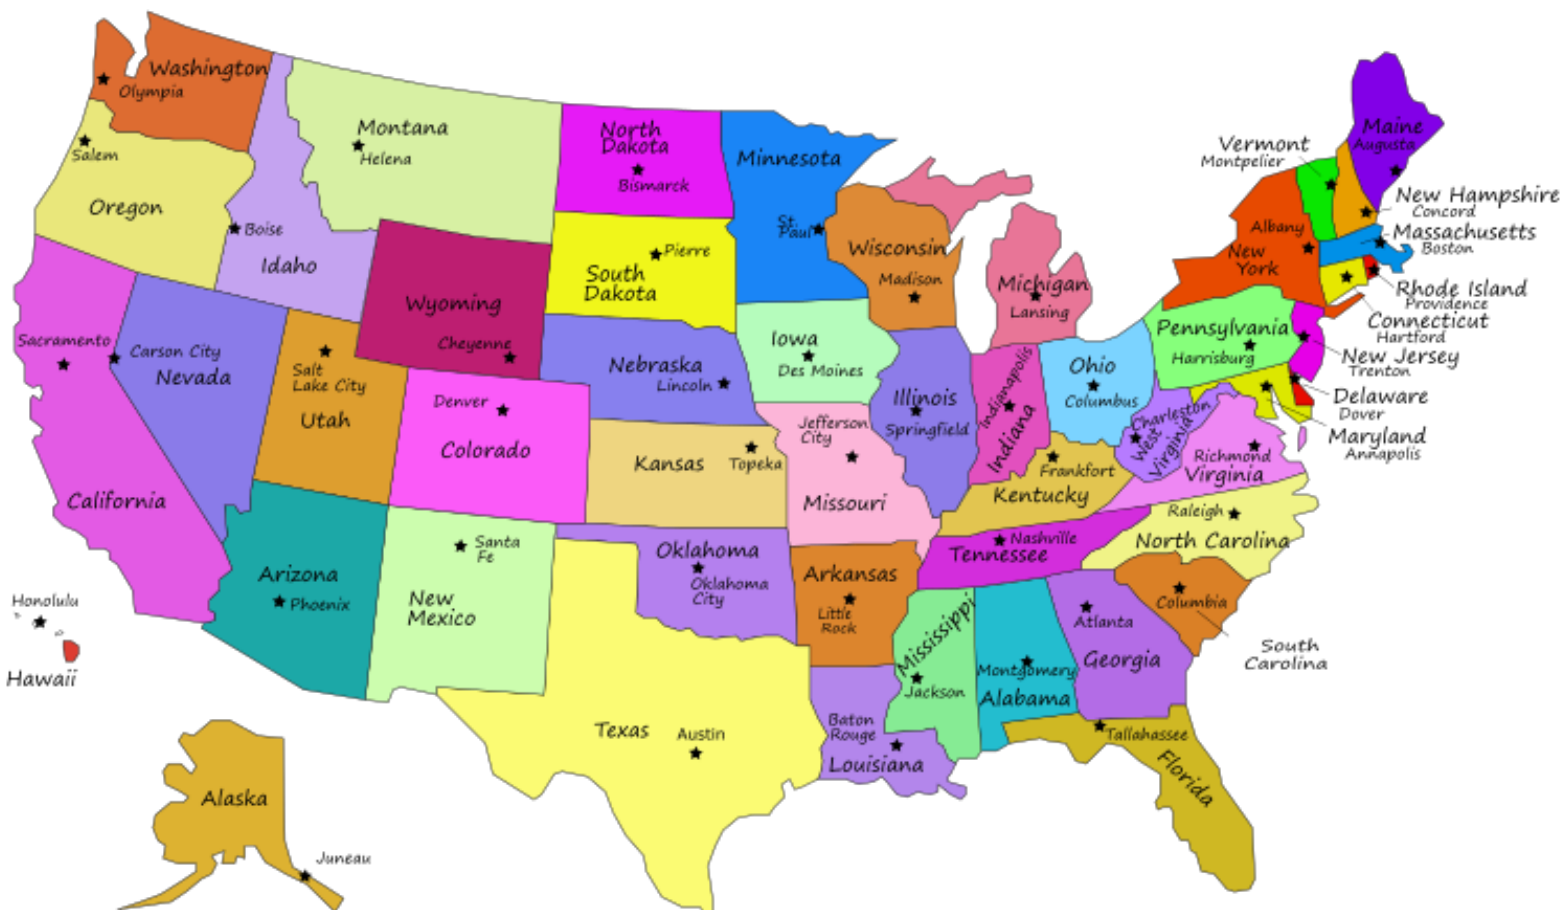 Washington
Olympia
Montana
Helena
North
Dakota
Bismarck
Minnesota
St.
Paul
Maine
Augusta
Vermont
Montpelier
New Hampshire
Concord
Salem
Oregon
Boise
Idaho
Wyoming
Cheyenne
Pierre
South
Dakota
Wisconsin
Madison
Michigan
Lansing
Albany
New
York
Massachusetts
Boston
Rhode Island
Providence
Connecticut
Hartford
Sacramento
California
Carson City
Nevada
Salt
Lake City
Utah
Denver
Colorado
Nebraska
Lincoln
Iowa
Des Moines
Illinois
Springfield
Indianapolis
Indiana
Ohio
Columbus
Pennsylvania
Harrisburg
New Jersey
Trenton
Delaware
Dover
Maryland
Annapolis
Charleston
West
Virginia
Richmond
Virginia
Kansas
Topeka
Jefferson
City
Missouri
Frankfort
Kentucky
Raleigh
North Carolina
Nashville
Tennessee
Arizona
Phoenix
Santa
Fe
New
Mexico
Oklahoma
Oklahoma
City
Arkansas
Little
Rock
Mississippi
Jackson
Montgomery
Alabama
Atlanta
Georgia
Columbia
South
Carolina
Honolulu
Hawaii
Texas
Austin
Baton
Rouge
Louisiana
Tallahassee
Florida
Alaska
Juneau